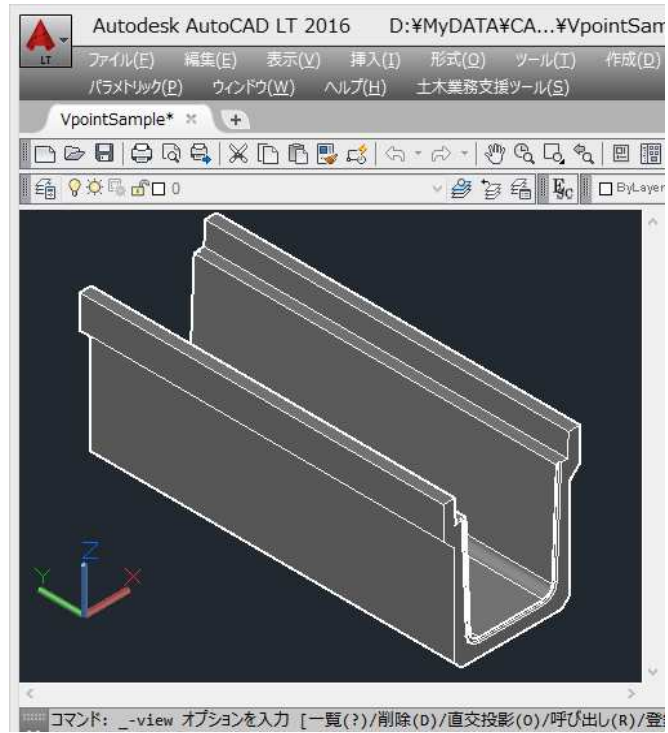 Autodesk AutoCAD LT 2016 D:¥MyDATA¥CA...¥VpointSam
LT
ファイル(F) 編集(E) 表示(V) 挿入(I) 形式(O) ツール(T) 作成(D)
パラメトリック(P) ウィンドウ(W) ヘルプ(H) 土木業務支援ツール(S)
VpointSample*
0 ByLayer
Z
Y X
コマンド: _-view オプションを入力 [一覧(?)/削除(D)/直交投影(O)/呼び出し(R)/登録